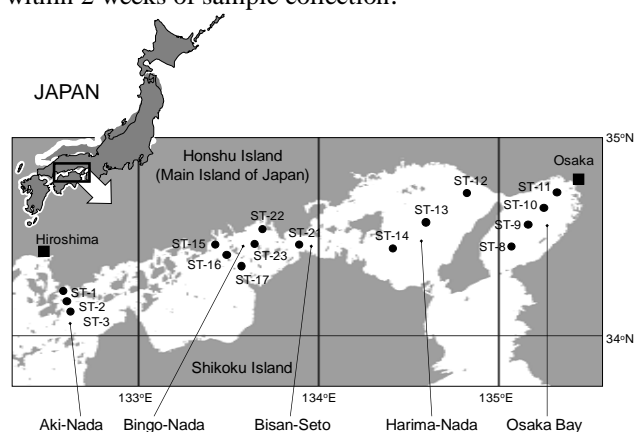 within 2 weeks of sample collection.
JAPAN
35°N
Honshu Island
(Main Island of Japan)
Osaka
ST-12
ST-11
ST-10
ST-13
ST-9
ST-22
Hiroshima
ST-15
ST-21
ST-14
ST-8
ST-23
ST-16
ST-17
ST-1
ST-2
ST-3
34°N
Shikoku Island
133°E
134°E
135°E
Aki-Nada
Bingo-Nada
Bisan-Seto
Harima-Nada
Osaka Bay